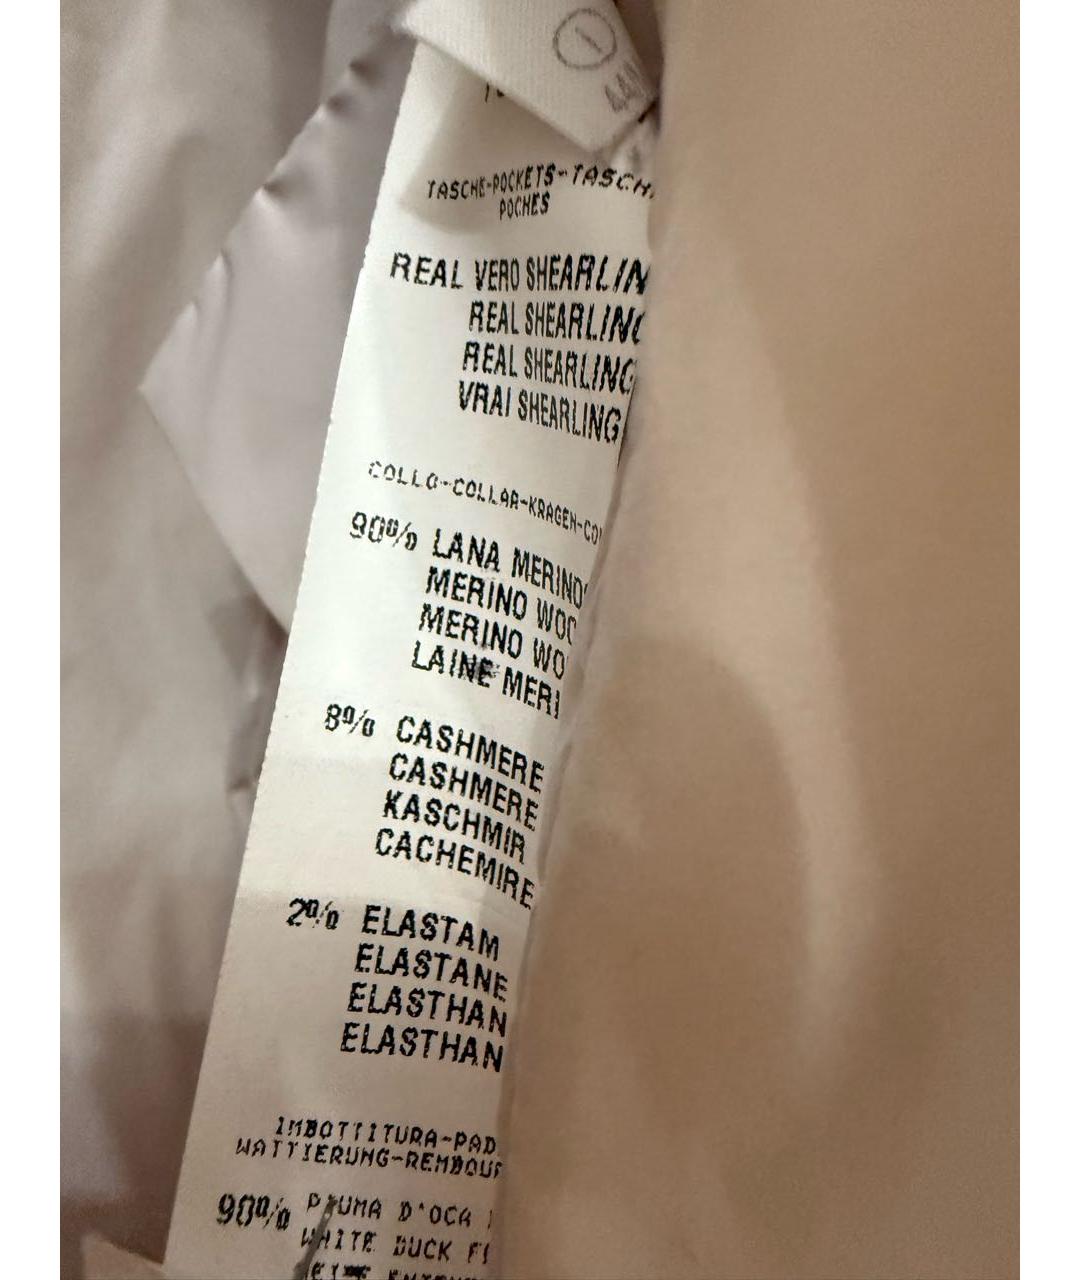 44
TASCHE-POCKETS-TASCH
POCHES
REAL VERO SHEARLIN
REAL SHEARLING
REAL SHEARLING
VRAI SHEARLING
COLLO-COLLAR-KRAGEN-CO
90% LANA MERINO
MERINO WOO
MERINO WO
LAINE MERI
8% CASHMERE
CASHMERE
KASCHMIR
CACHEMIRE
2% ELASTAM
ELASTANE
ELASTHAN
ELASTHAN
IMBOTTITURA-PAD
WATTIERUNG-REMBOUR
90% PIUMA D'OCA
WHITE DUCK